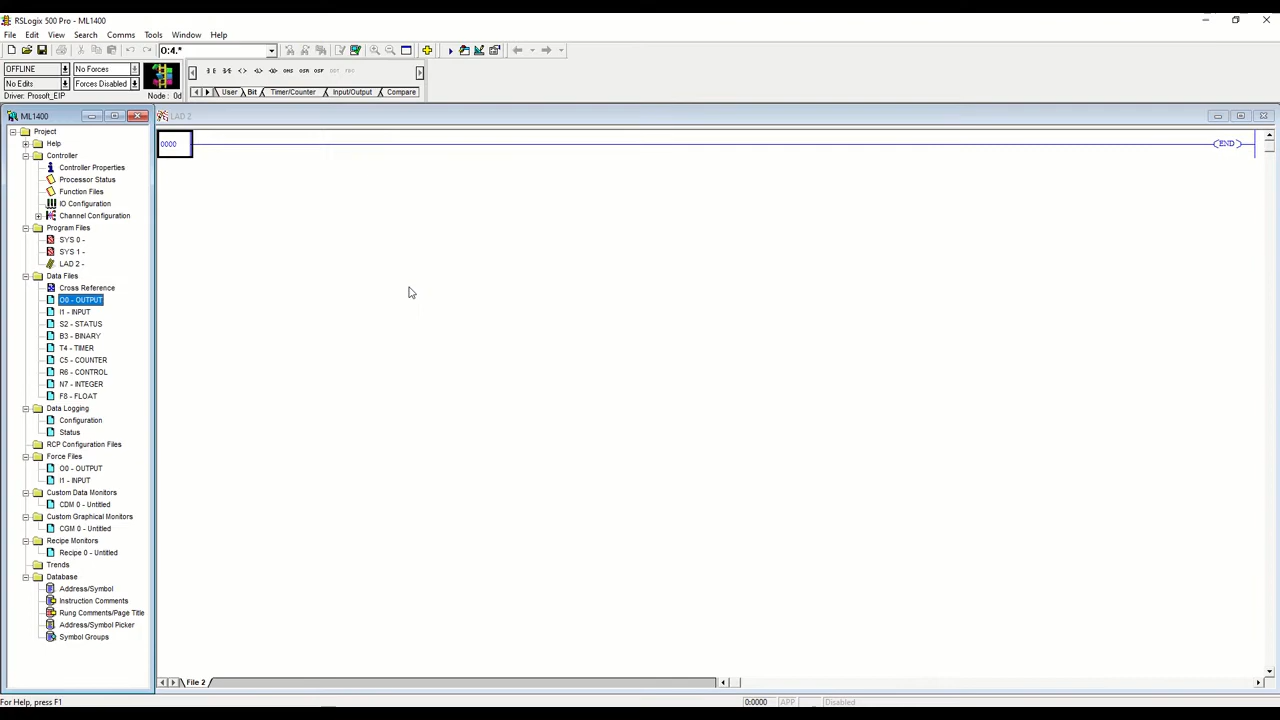 RSLogix 500 Pro - ML1400
File Edit View Search Comms Tools Window Help
O:4.*
OFFLINE No Forces
No Edits Forces Disabled
Driver: Prosoft_EIP Node : 0d
User Bit Timer/Counter Input/Output Compare
ML1400
Project
Help
Controller
Controller Properties
Processor Status
Function Files
IO Configuration
Channel Configuration
Program Files
SYS 0 -
SYS 1 -
LAD 2 -
Data Files
Cross Reference
O0 - OUTPUT
I1 - INPUT
S2 - STATUS
B3 - BINARY
T4 - TIMER
C5 - COUNTER
R6 - CONTROL
N7 - INTEGER
F8 - FLOAT
Data Logging
Configuration
Status
RCP Configuration Files
Force Files
O0 - OUTPUT
I1 - INPUT
Custom Data Monitors
CDM 0 - Untitled
Custom Graphical Monitors
CGM 0 - Untitled
Recipe Monitors
Recipe 0 - Untitled
Trends
Database
Address/Symbol
Instruction Comments
Rung Comments/Page Title
Address/Symbol Picker
Symbol Groups
LAD 2
0000 END
File 2
For Help, press F1 0:0000 APP Disabled